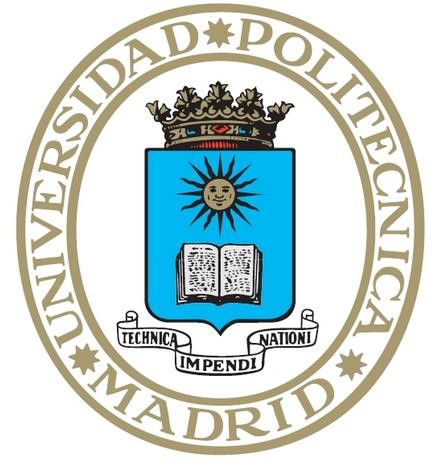 UNIVERSIDAD POLITECNICA
MADRID
TECHNICA
IMPENDI
NATIONI